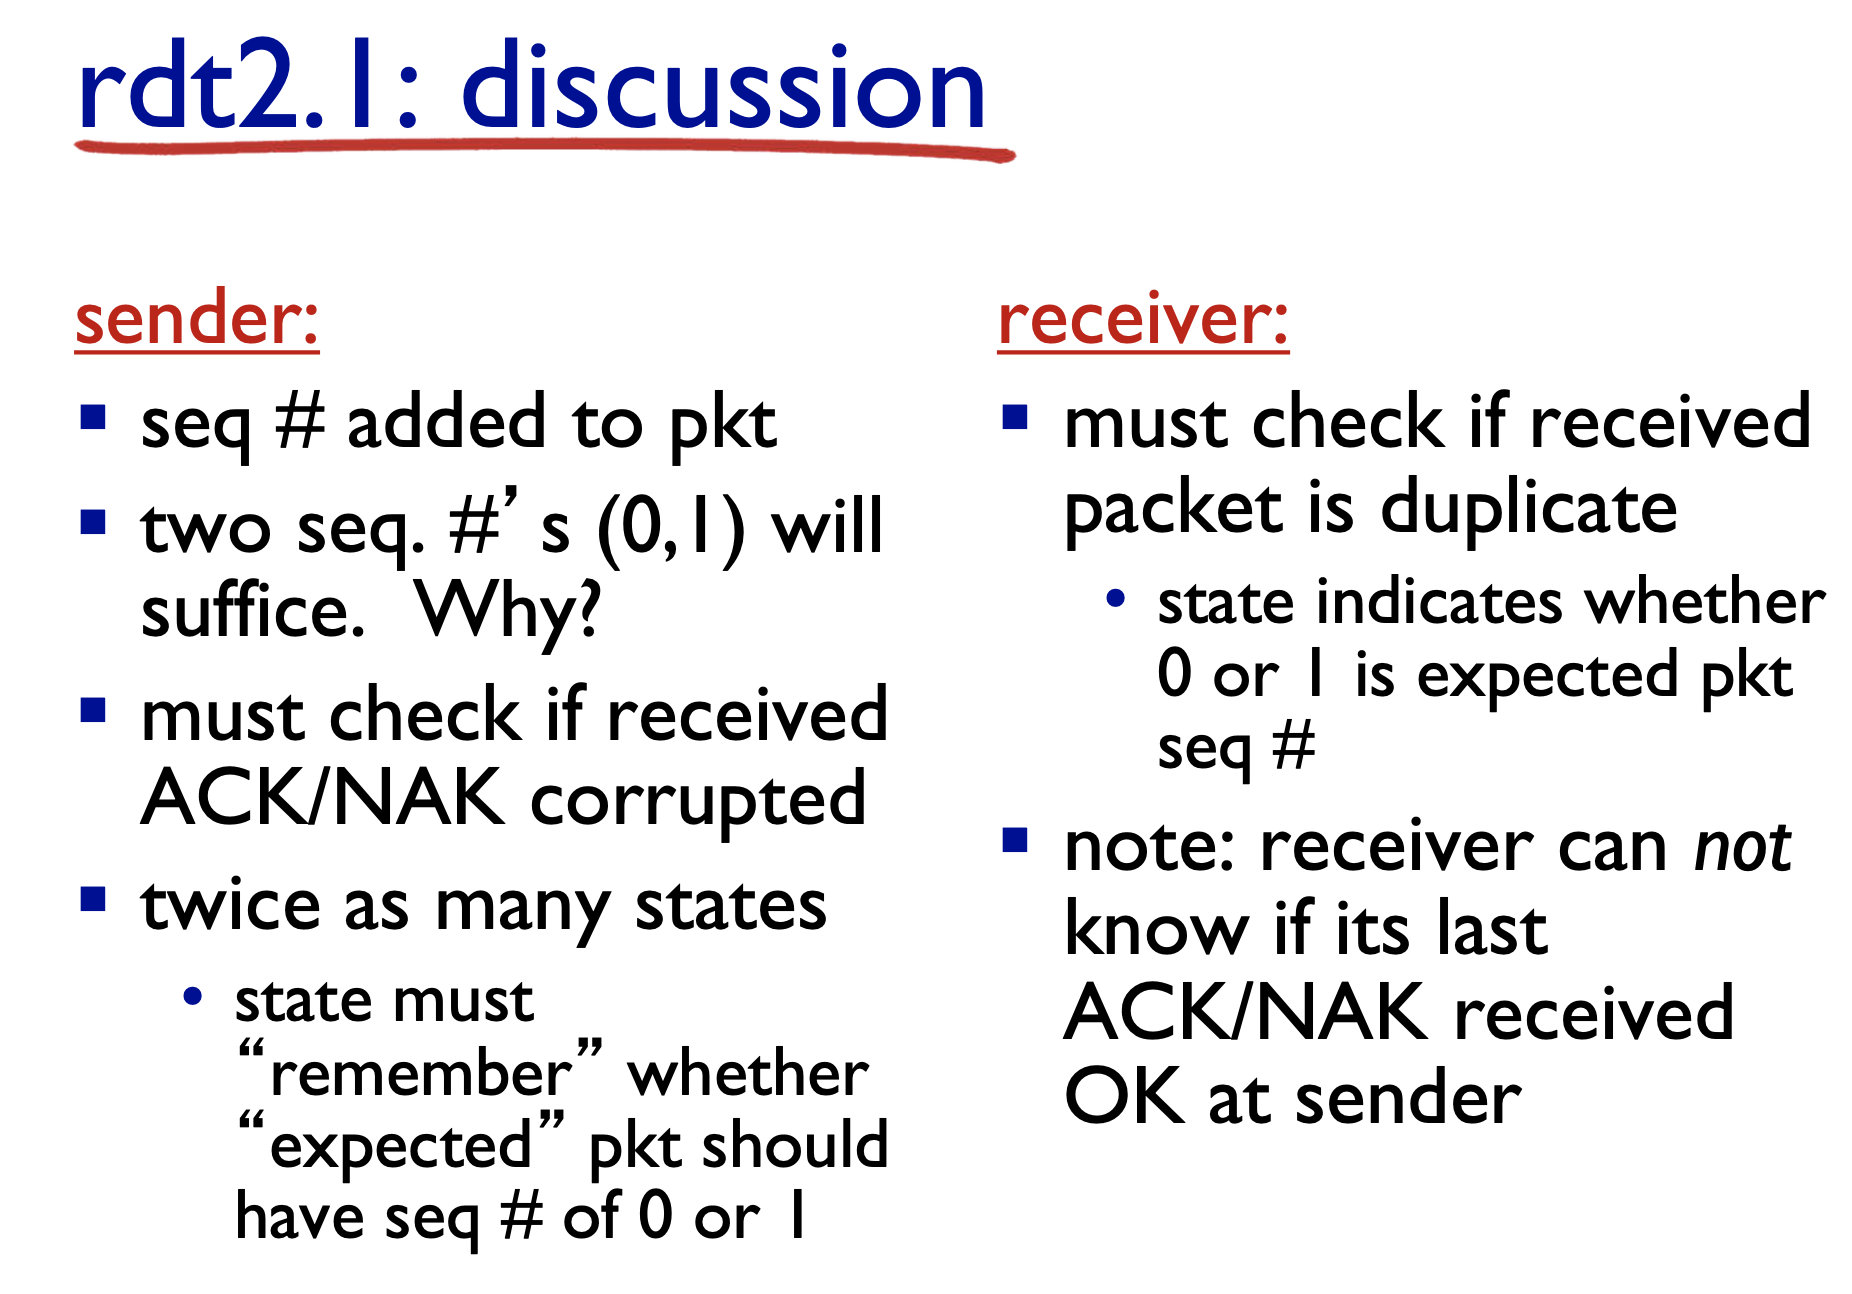 rdt2.1: discussion
sender:
▪ seq # added to pkt
▪ two seq. #’s (0,1) will
suffice.  Why?
▪ must check if received
ACK/NAK corrupted
▪ twice as many states
• state must
“remember” whether
“expected” pkt should
have seq # of 0 or 1
receiver:
▪ must check if received
packet is duplicate
• state indicates whether
0 or 1 is expected pkt
seq #
▪ note: receiver can not
know if its last
ACK/NAK received
OK at sender